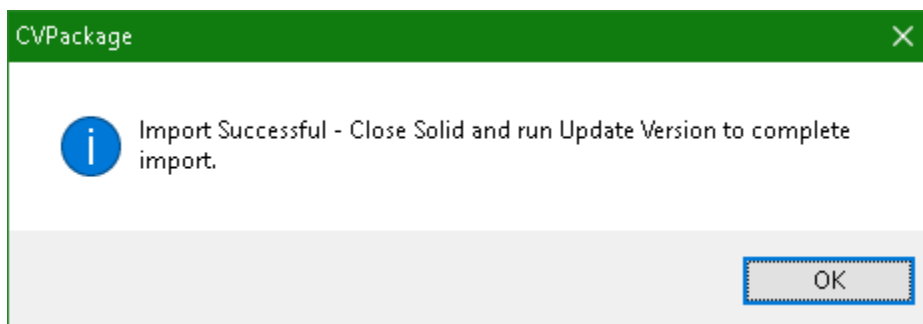 CVPackage
Import Successful - Close Solid and run Update Version to complete
import.
OK